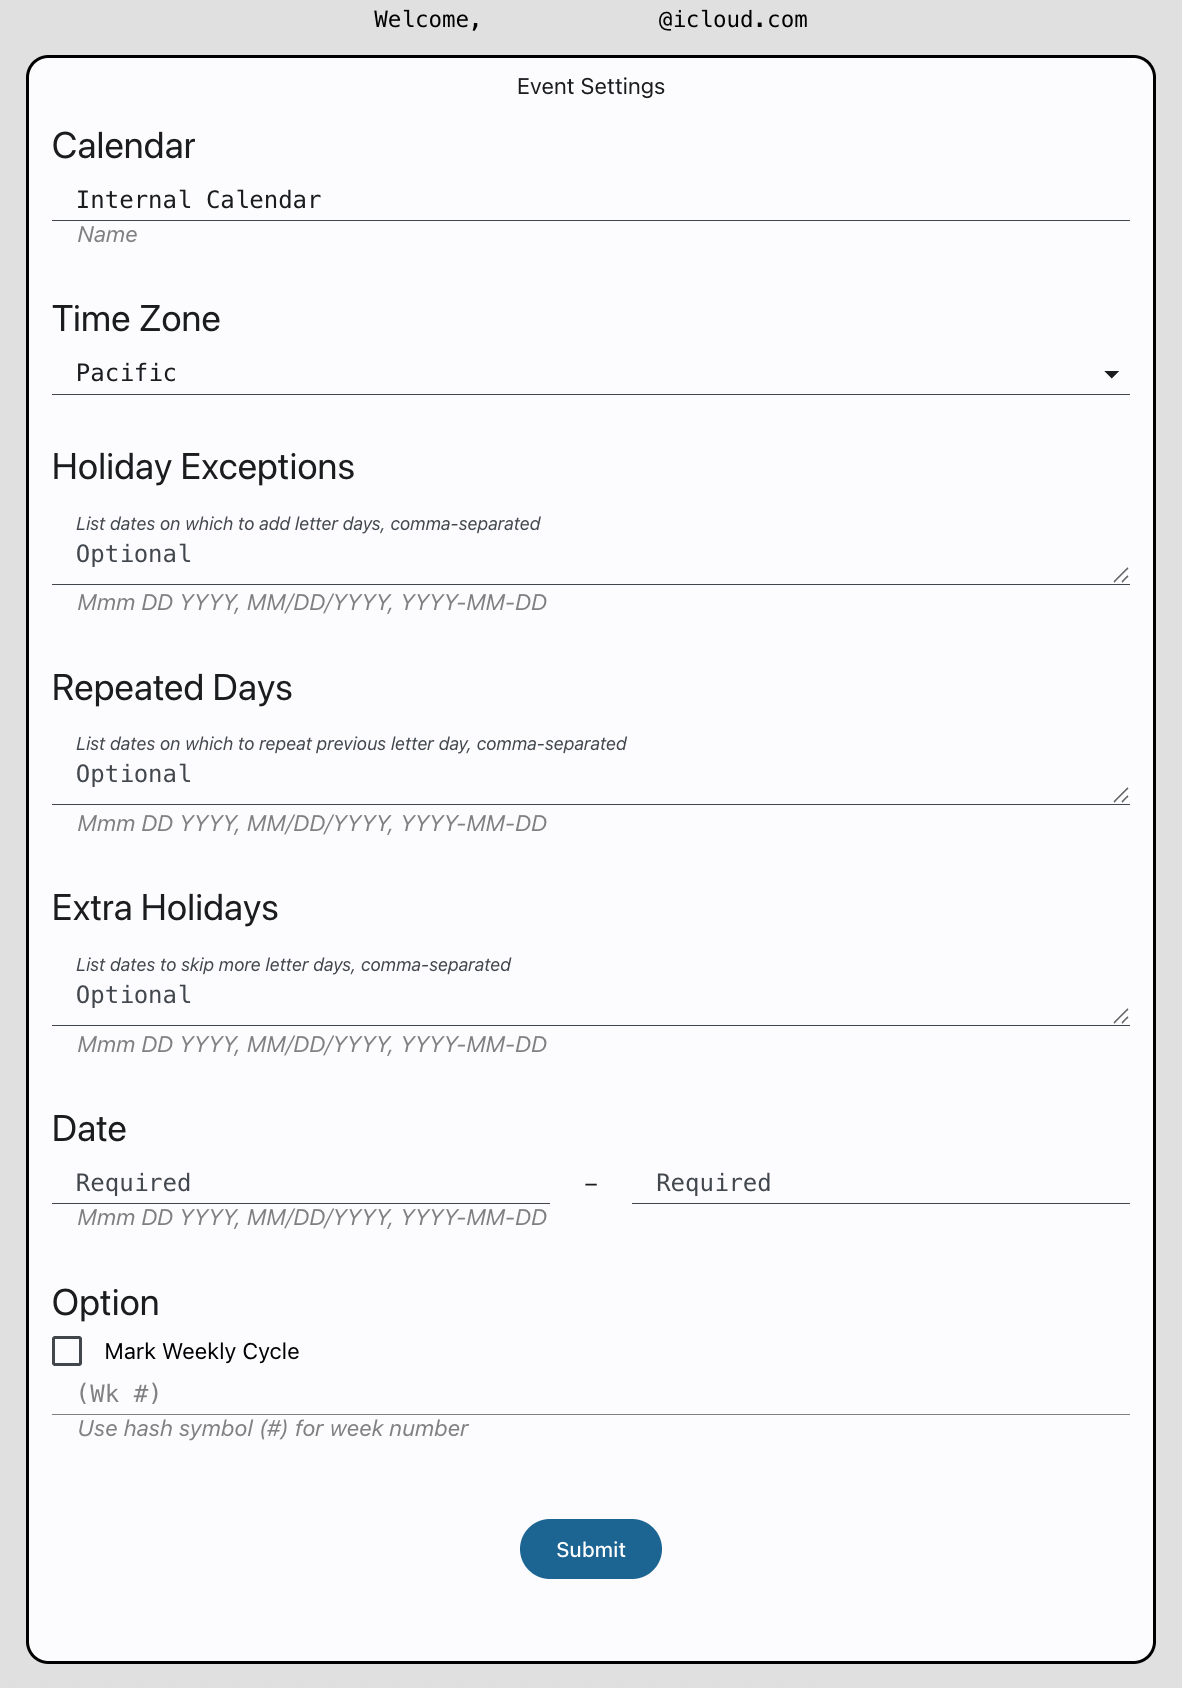 Welcome, @icloud.com
Event Settings
Calendar
Internal Calendar
Name
Time Zone
Pacific
Holiday Exceptions
List dates on which to add letter days, comma-separated
Optional
Mmm DD YYYY, MM/DD/YYYY, YYYY-MM-DD
Repeated Days
List dates on which to repeat previous letter day, comma-separated
Optional
Mmm DD YYYY, MM/DD/YYYY, YYYY-MM-DD
Extra Holidays
List dates to skip more letter days, comma-separated
Optional
Mmm DD YYYY, MM/DD/YYYY, YYYY-MM-DD
Date
Required – Required
Mmm DD YYYY, MM/DD/YYYY, YYYY-MM-DD
Option
Mark Weekly Cycle
(Wk #)
Use hash symbol (#) for week number
Submit